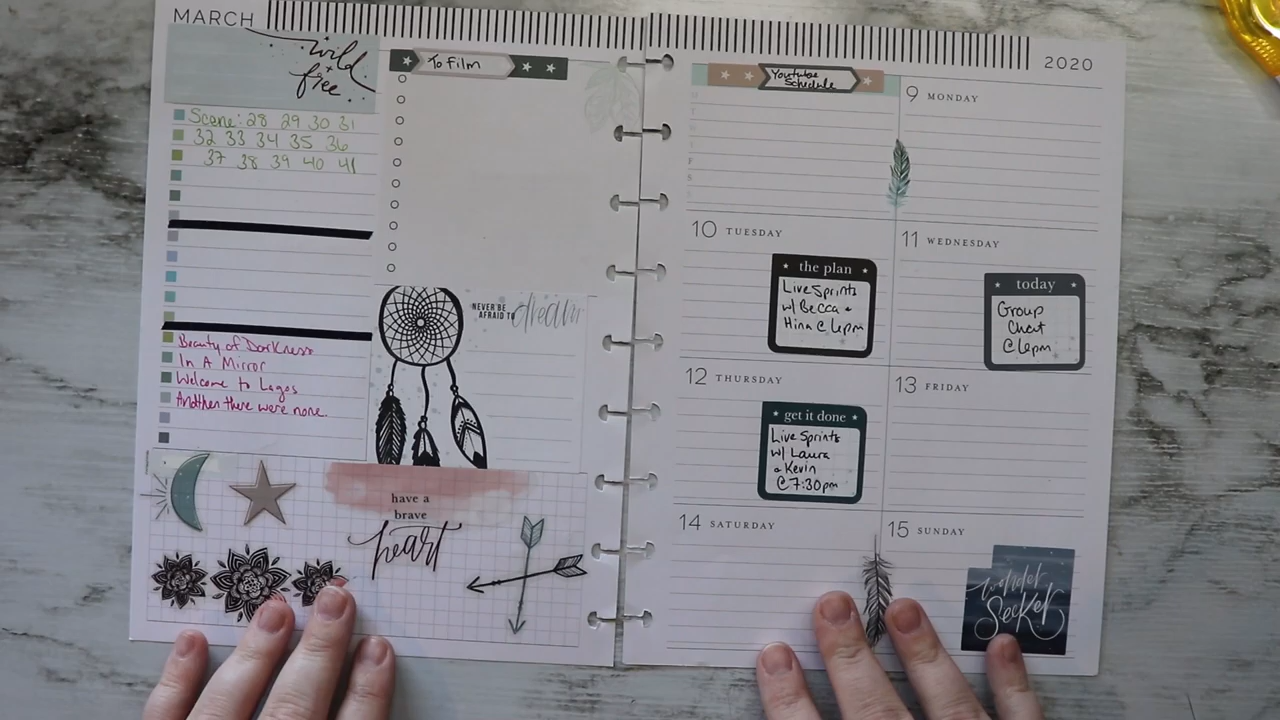 MARCH
wild
+
free.
Scene: 28 29 30 31
32 33 34 35 36
37 38 39 40 41
Beauty of Darkness
In A Mirror
Welcome to Lagos
And then there were none
To Film
NEVER BE
AFRAID TO dream
have a
brave
heart
2020
Youtube
Schedule
9 MONDAY
10 TUESDAY
the plan
Live Sprints
w/ Becca +
Hina @ 6pm
11 WEDNESDAY
today
Group
Chat
@ 6pm
12 THURSDAY
get it done
Live Sprints
w/ Laura
+ Kevin
@ 7:30pm
13 FRIDAY
14 SATURDAY
15 SUNDAY
wonder
Seeker